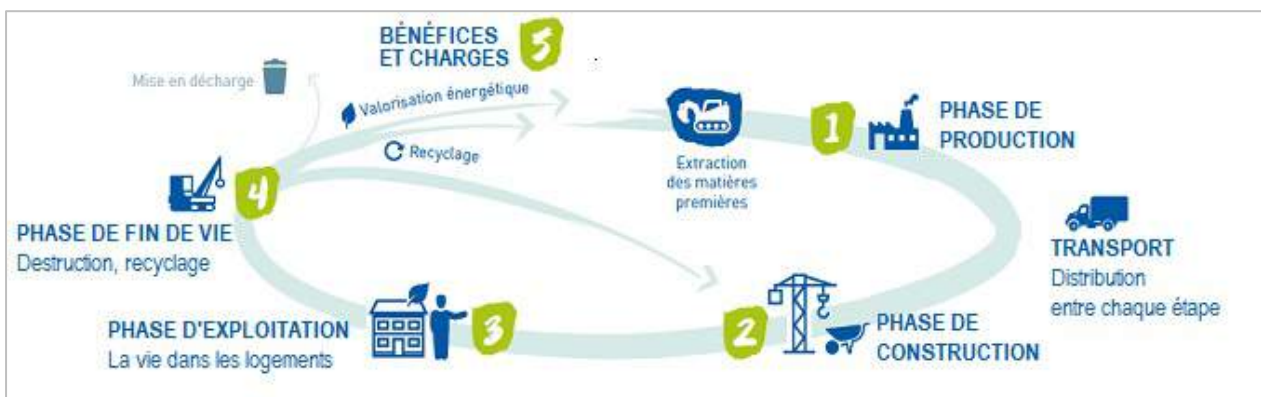 BÉNÉFICES
ET CHARGES
5
Mise en décharge
Valorisation énergétique
Recyclage
Extraction
des matières
premières
1
PHASE DE
PRODUCTION
4
PHASE DE FIN DE VIE
Destruction, recyclage
TRANSPORT
Distribution
entre chaque étape
PHASE D'EXPLOITATION
La vie dans les logements
3
2
PHASE DE
CONSTRUCTION